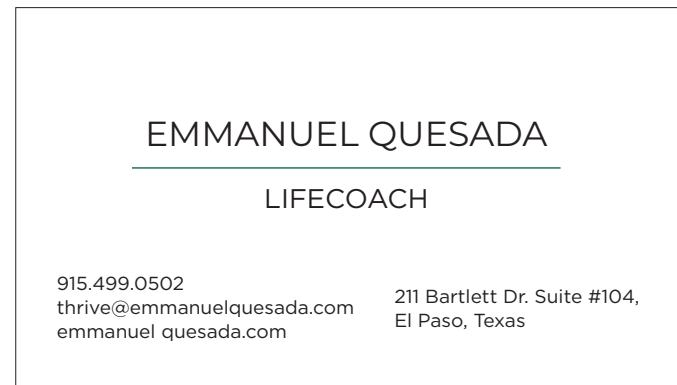 EMMANUEL QUESADA
LIFECOACH
915.499.0502
thrive@emmanuelquesada.com
emmanuel quesada.com
211 Bartlett Dr. Suite #104,
El Paso, Texas